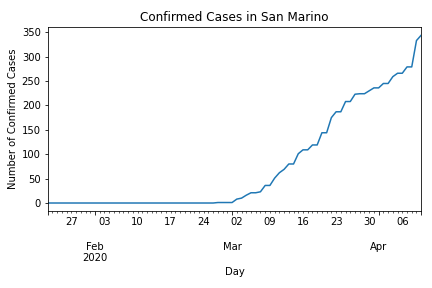 Confirmed Cases in San Marino
Number of Confirmed Cases
350
300
250
200
150
100
50
0
27 03 10 17 24 02 09 16 23 30 06
Feb Mar Apr
2020
Day